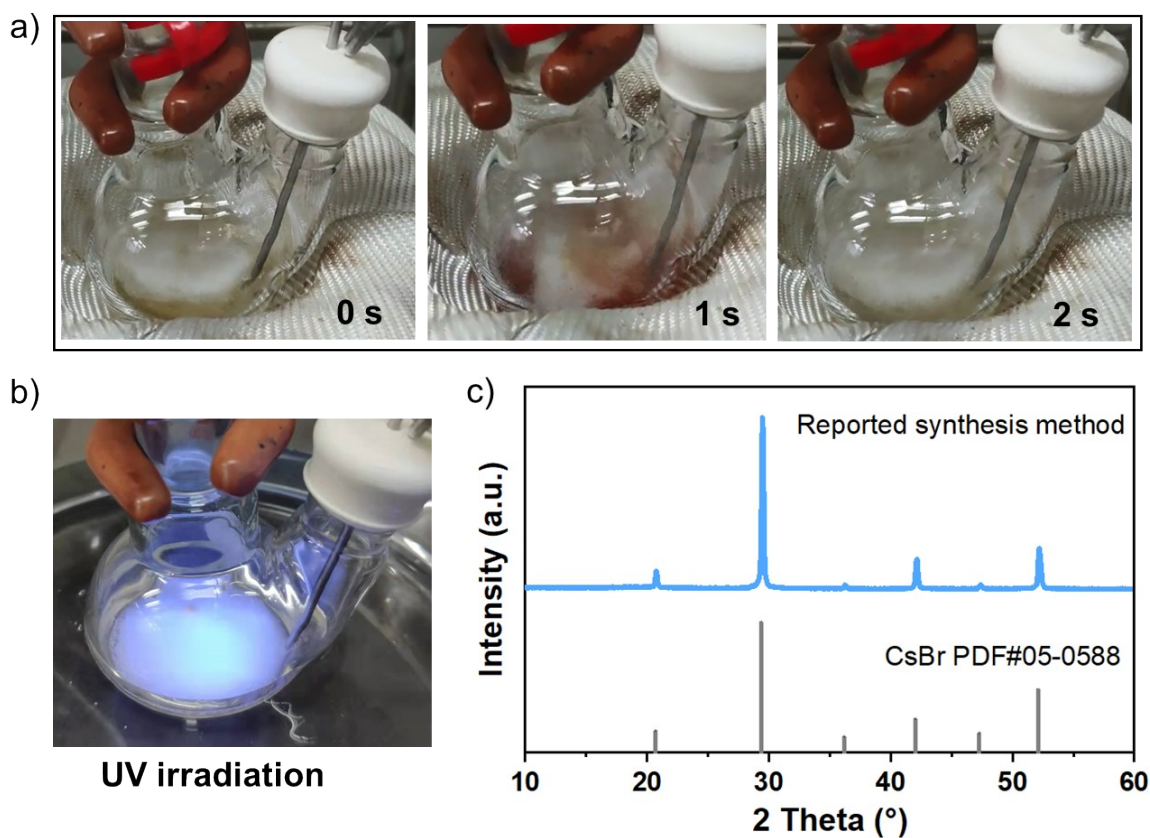 a)
0 s
1 s
2 s
b)
UV irradiation
c)
Reported synthesis method
CsBr PDF#05-0588
Intensity (a.u.)
10 20 30 40 50 60
2 Theta (°)